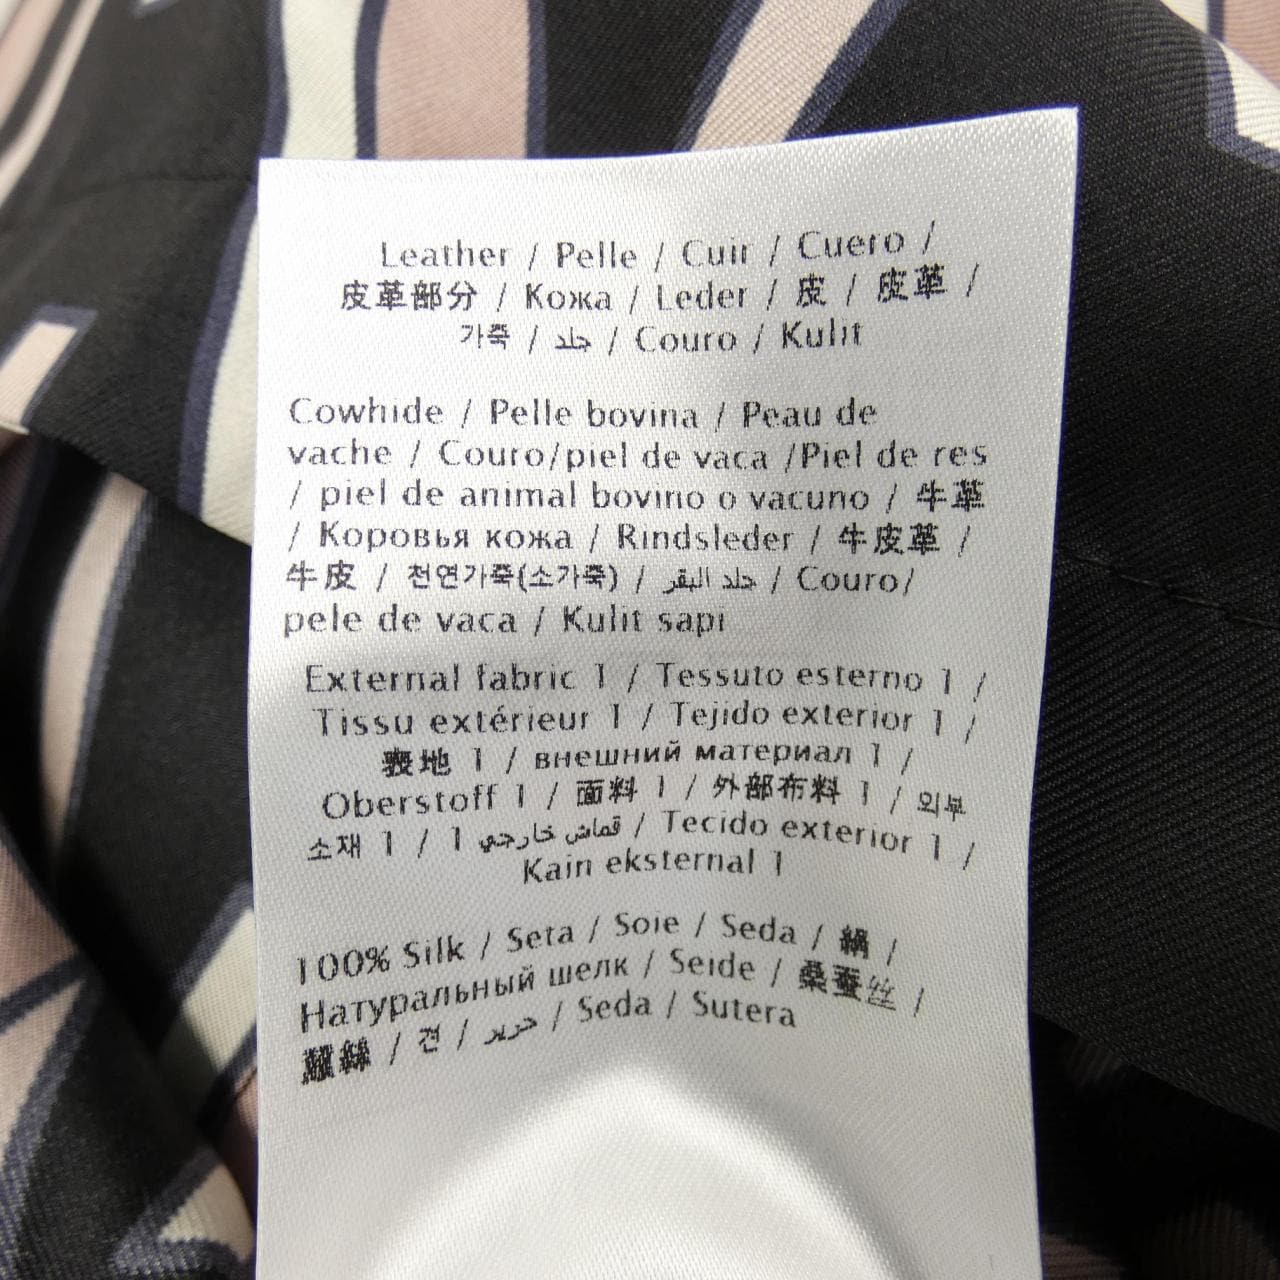 Leather / Pelle / Cuir / Cuero /
皮革部分 / Кожа / Leder / 皮 / 皮革 /
가죽 / جلد / Couro / Kulit
Cowhide / Pelle bovina / Peau de
vache / Couro/piel de vaca /Piel de res
/ piel de animal bovino o vacuno / 牛革
/ Коровья кожа / Rindsleder / 牛皮革 /
牛皮 / 천연가죽(소가죽) / جلد البقر / Couro/
pele de vaca / Kulit sapi
External fabric 1 / Tessuto esterno 1 /
Tissu extérieur 1 / Tejido exterior 1 /
表地 1 / внешний материал 1 /
Oberstoff 1 / 面料 1 / 外部布料 1 / 외부
소재 1 / 1 قماش خارجي / Tecido exterior 1 /
Kain eksternal 1
100% Silk / Seta / Soie / Seda / 絹 /
Натуральный шелк / Seide / 桑蚕丝 /
蠶絲 / 견 / حرير / Seda / Sutera